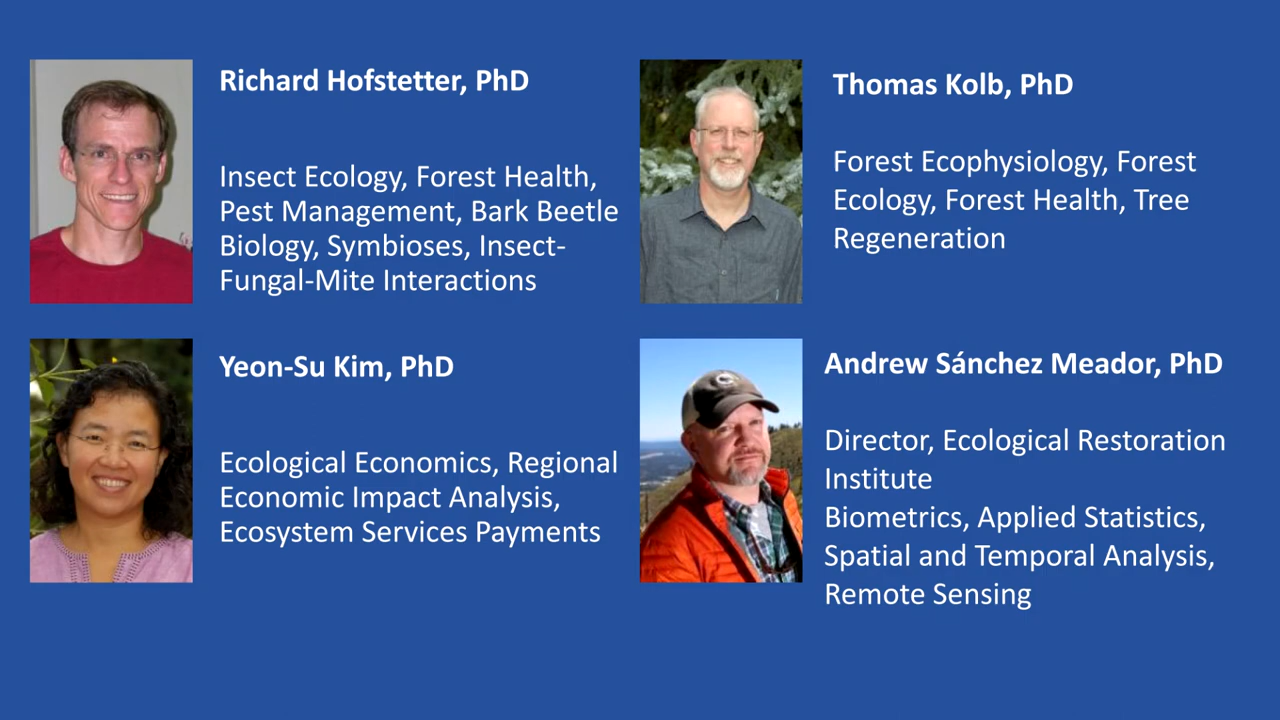 Richard Hofstetter, PhD
Insect Ecology, Forest Health,
Pest Management, Bark Beetle
Biology, Symbioses, Insect-
Fungal-Mite Interactions
Thomas Kolb, PhD
Forest Ecophysiology, Forest
Ecology, Forest Health, Tree
Regeneration
Yeon-Su Kim, PhD
Ecological Economics, Regional
Economic Impact Analysis,
Ecosystem Services Payments
Andrew Sánchez Meador, PhD
Director, Ecological Restoration
Institute
Biometrics, Applied Statistics,
Spatial and Temporal Analysis,
Remote Sensing